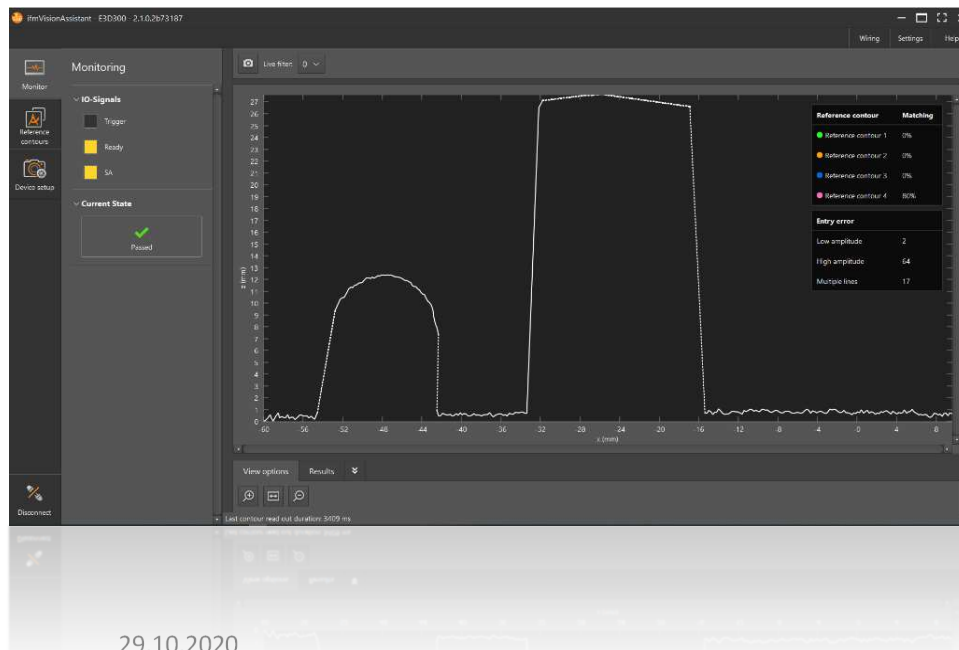 ifmVisionAssistant - E3D300 - 2.1.0.2b73187
Wiring Settings Help
Monitor
Reference contours
Device setup
Disconnect
Monitoring
IO-Signals
Trigger
Ready
SA
Current State
Passed
Live filter: 0
27
26
25
24
23
22
21
20
19
18
17
16
15
14
13
12
11
10
9
8
7
6
5
4
3
2
1
0
z (mm)
-60 -56 -52 -48 -44 -40 -36 -32 -28 -24 -20 -16 -12 -8 -4 0 4 8
x (mm)
Reference contour Matching
Reference contour 1 0%
Reference contour 2 0%
Reference contour 3 0%
Reference contour 4 80%
Entry error
Low amplitude 2
High amplitude 64
Multiple lines 17
View options Results
Last contour read out duration: 3409 ms
29.10.2020